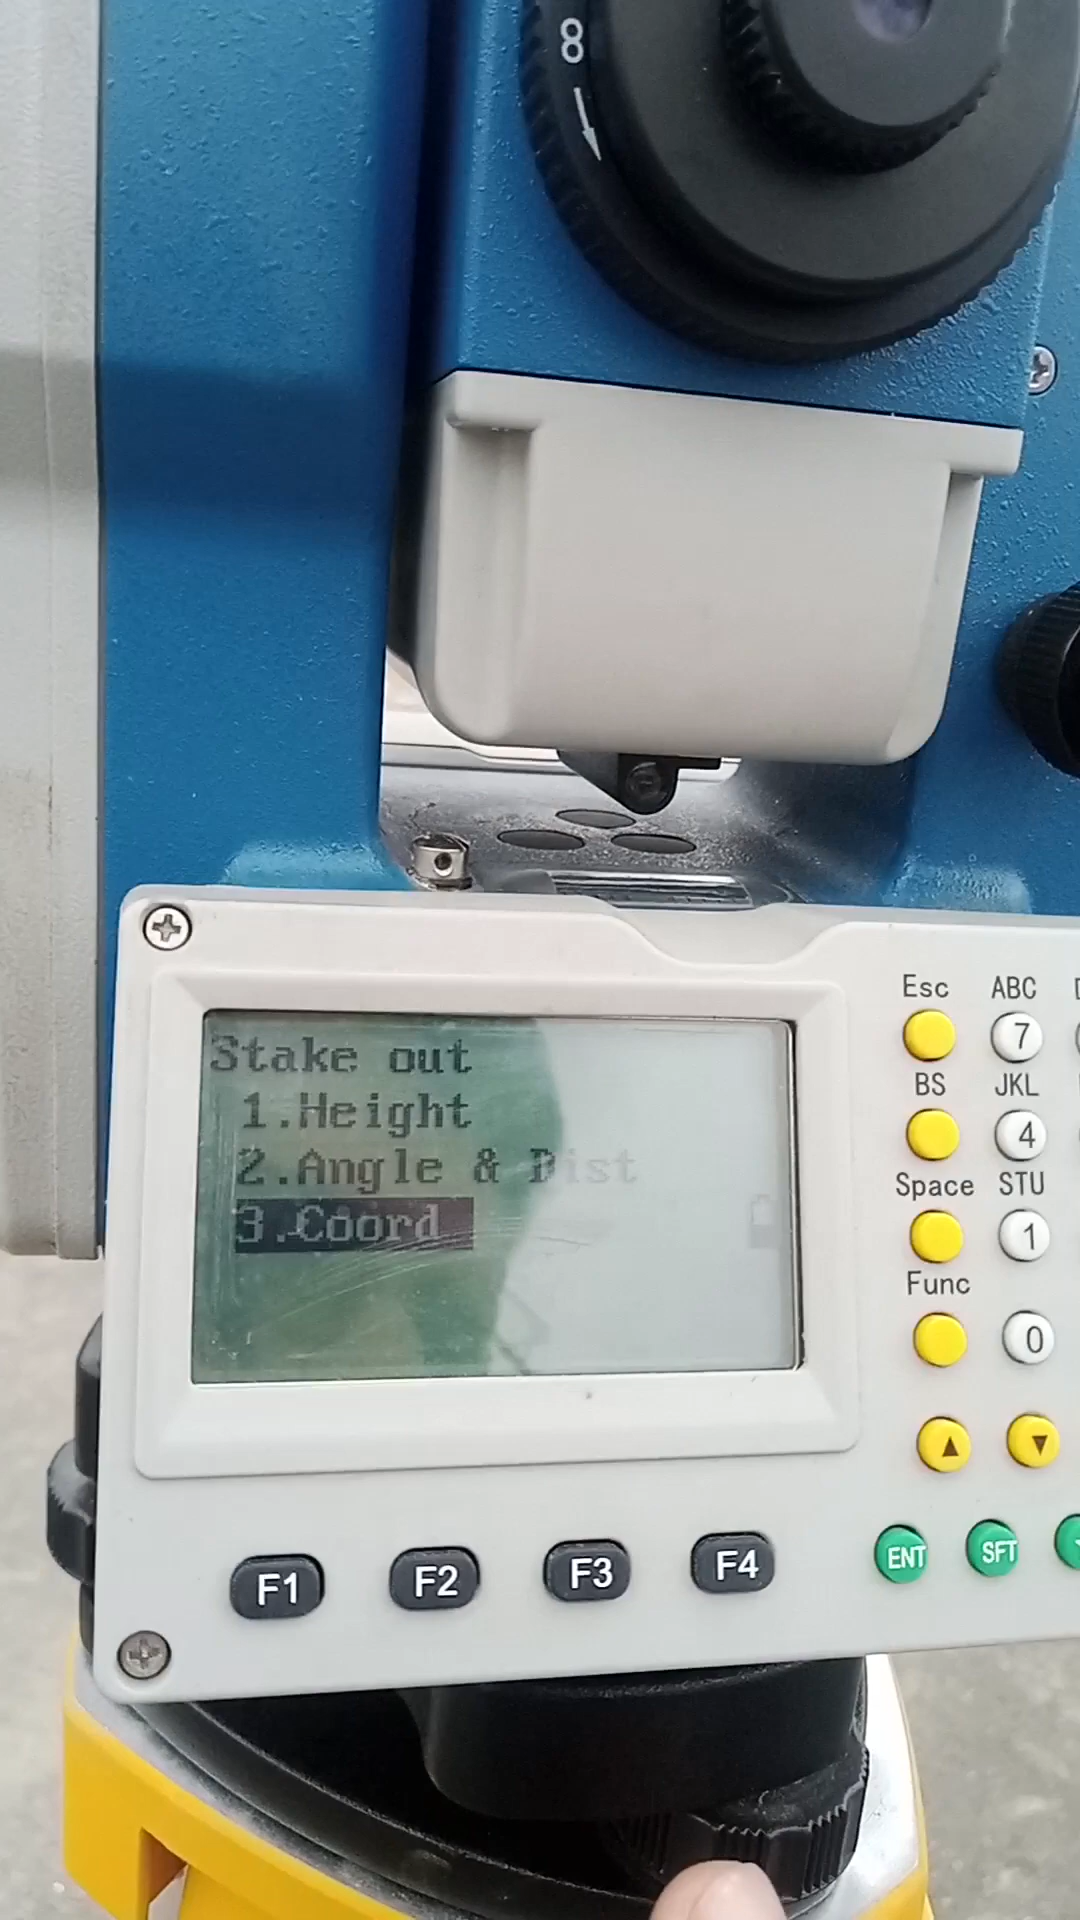 8
Stake out
1.Height
2.Angle & Dist
3.Coord
Esc ABC
7
BS JKL
4
Space STU
1
Func
0
▲ ▼
F1 F2 F3 F4 ENT SFT